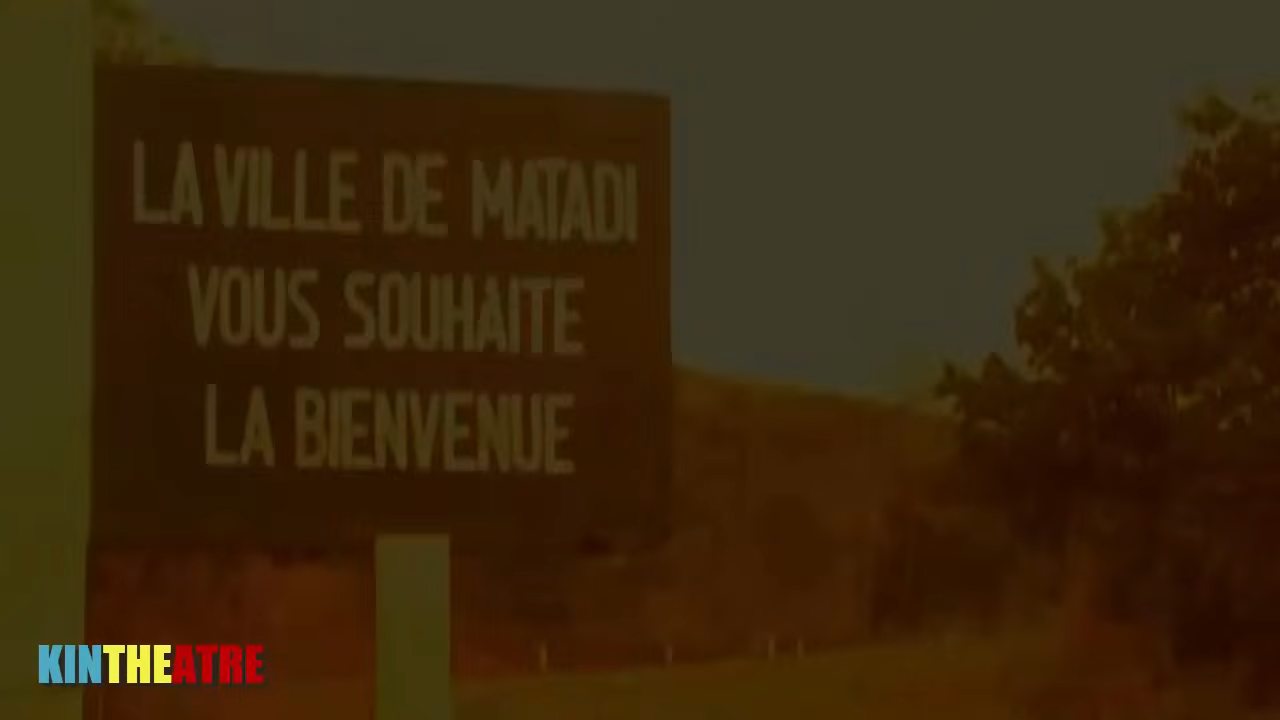 LA VILLE DE MATADI
VOUS SOUHAITE
LA BIENVENUE
KINTHEATRE